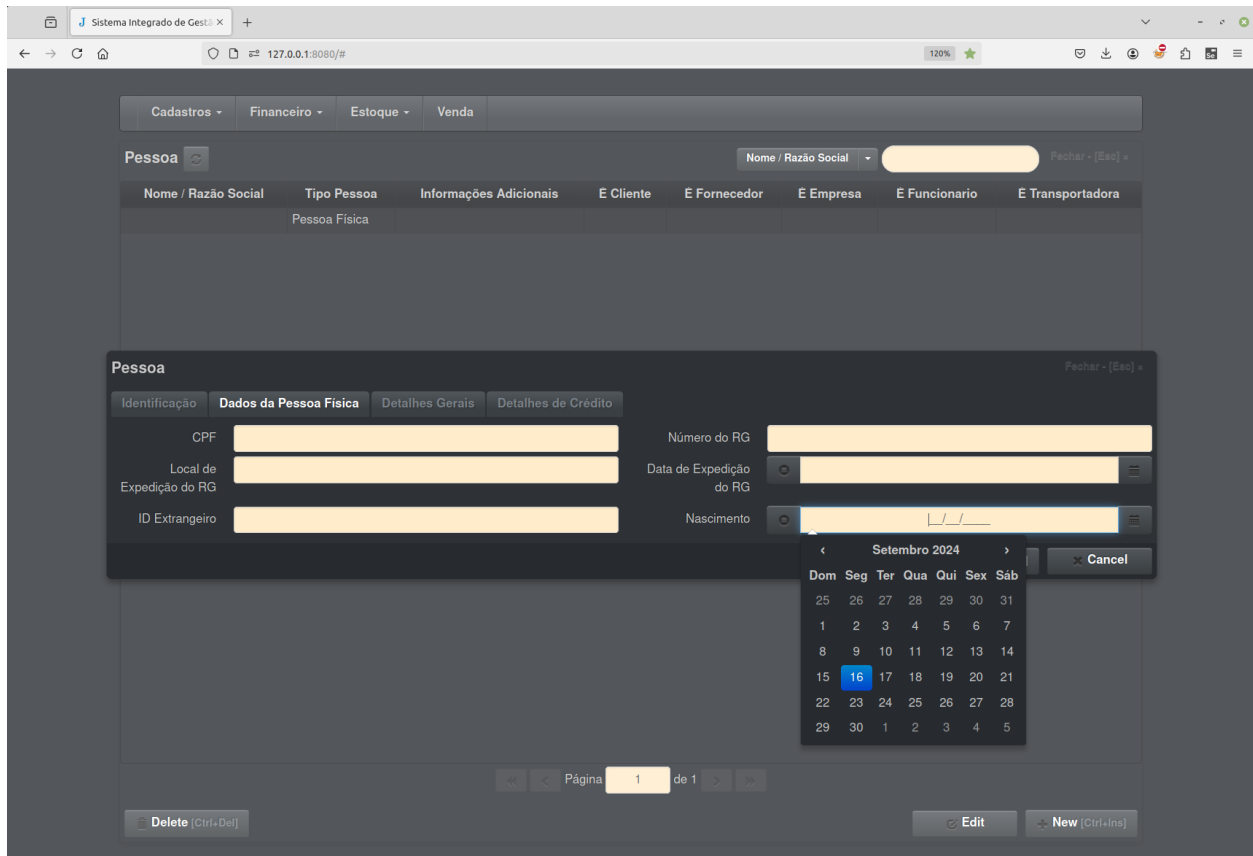 Sistema Integrado de Gestã
127.0.0.1:8080/# 120%
Cadastros Financeiro Estoque Venda
Pessoa Nome / Razão Social Fechar - [Esc] ×
Nome / Razão Social Tipo Pessoa Informações Adicionais É Cliente É Fornecedor É Empresa É Funcionario É Transportadora
Pessoa Física
Pessoa Fechar - [Esc] ×
Identificação Dados da Pessoa Física Detalhes Gerais Detalhes de Crédito
CPF Número do RG
Local de Expedição do RG Data de Expedição do RG
ID Extrangeiro Nascimento __/__/____
‹ Setembro 2024 ›
Cancel
Dom Seg Ter Qua Qui Sex Sáb
25 26 27 28 29 30 31
1 2 3 4 5 6 7
8 9 10 11 12 13 14
15 16 17 18 19 20 21
22 23 24 25 26 27 28
29 30 1 2 3 4 5
Página 1 de 1
Delete [Ctrl+Del] Edit New [Ctrl+Ins]